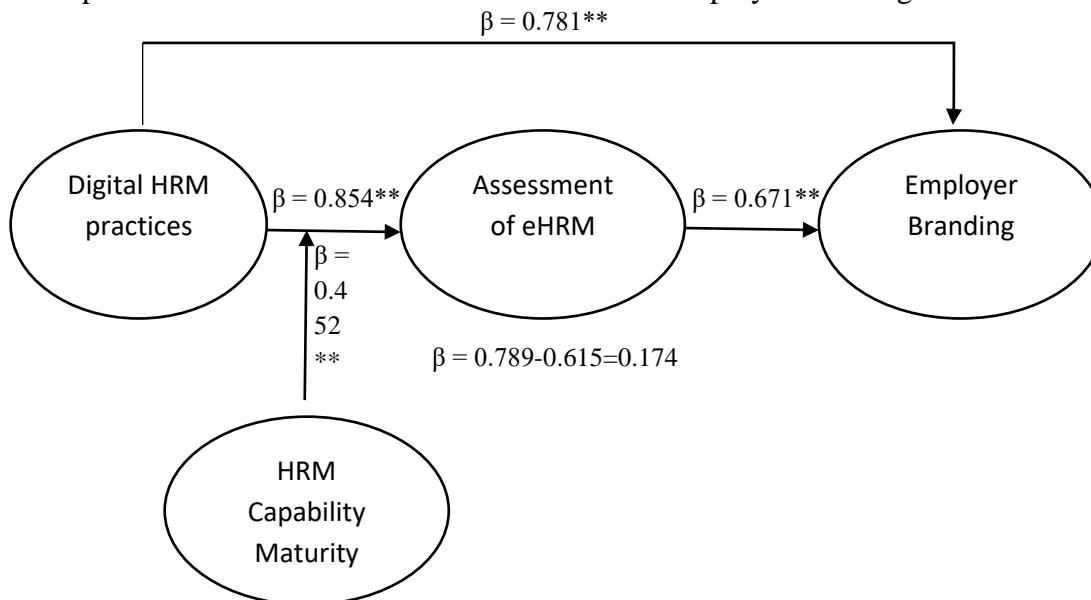 β = 0.781**
Digital HRM
practices
β = 0.854**
Assessment
of eHRM
β = 0.671**
Employer
Branding
β =
0.4
52
**
β = 0.789-0.615=0.174
HRM
Capability
Maturity